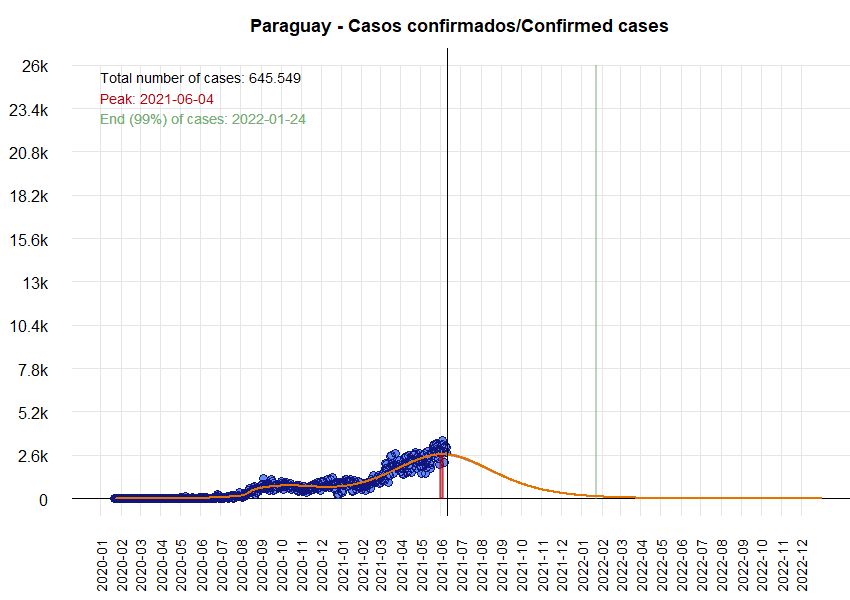 Paraguay - Casos confirmados/Confirmed cases
Total number of cases: 645.549
Peak: 2021-06-04
End (99%) of cases: 2022-01-24
26k
23.4k
20.8k
18.2k
15.6k
13k
10.4k
7.8k
5.2k
2.6k
0
2020-01
2020-02
2020-03
2020-04
2020-05
2020-06
2020-07
2020-08
2020-09
2020-10
2020-11
2020-12
2021-01
2021-02
2021-03
2021-04
2021-05
2021-06
2021-07
2021-08
2021-09
2021-10
2021-11
2021-12
2022-01
2022-02
2022-03
2022-04
2022-05
2022-06
2022-07
2022-08
2022-09
2022-10
2022-11
2022-12